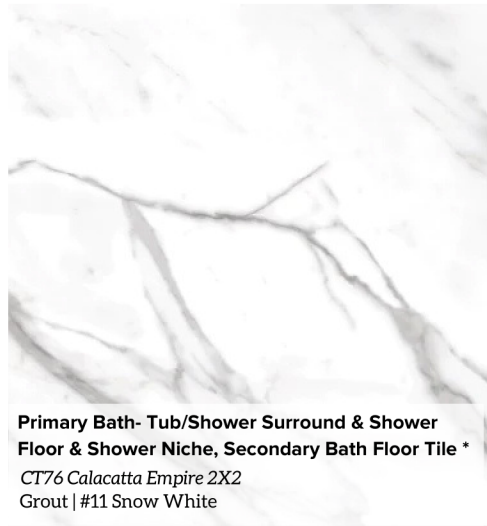 Primary Bath- Tub/Shower Surround & Shower
Floor & Shower Niche, Secondary Bath Floor Tile *
CT76 Calacatta Empire 2X2
Grout | #11 Snow White